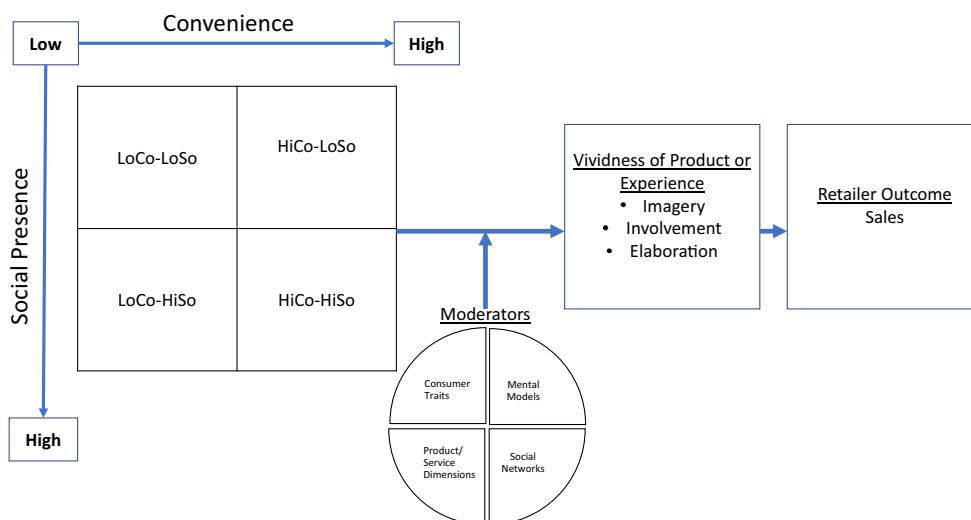 Convenience
Low
High
Social Presence
LoCo-LoSo
HiCo-LoSo
LoCo-HiSo
HiCo-HiSo
High
Vividness of Product or
Experience
• Imagery
• Involvement
• Elaboration
Retailer Outcome
Sales
Moderators
Consumer
Traits
Mental
Models
Product/
Service
Dimensions
Social
Networks